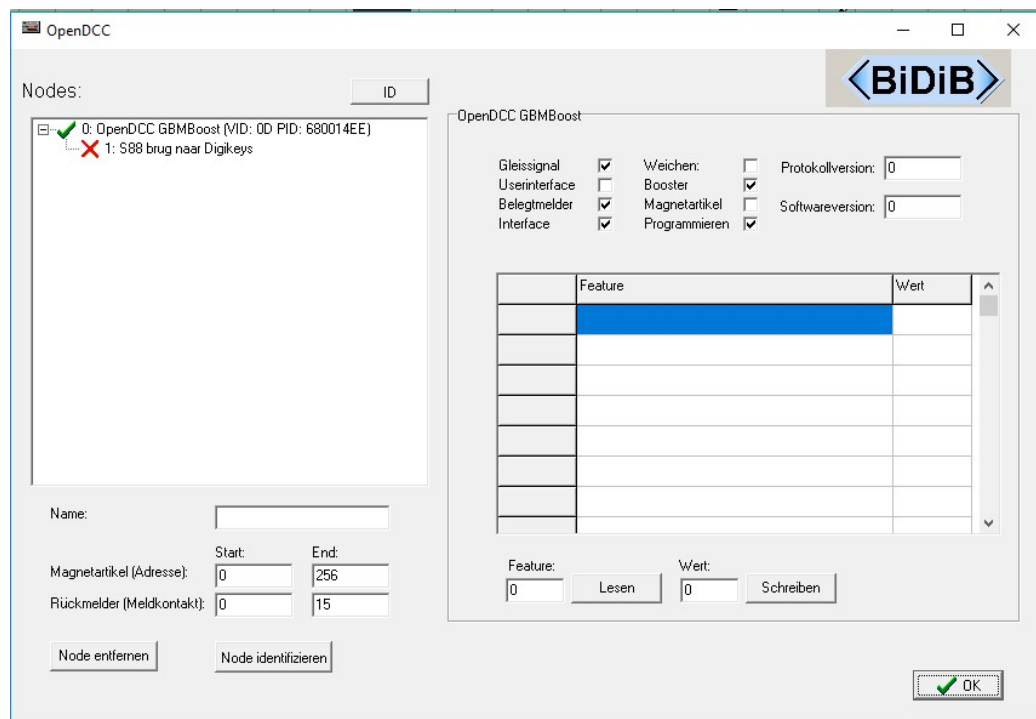 OpenDCC
BiDiB
Nodes:
ID
0: OpenDCC GBMBoost (VID: 0D PID: 680014EE)
1: S88 brug naar Digikeys
Name:
Start:
End:
Magnetartikel (Adresse):
0
256
Rückmelder (Meldkontakt):
0
15
Node entfernen
Node identifizieren
OpenDCC GBMBoost
Gleissignal
Weichen:
Protokollversion:
0
Userinterface
Booster
Belegtmelder
Magnetartikel
Softwareversion:
0
Interface
Programmieren
Feature
Wert
Feature:
Wert:
0
Lesen
0
Schreiben
OK